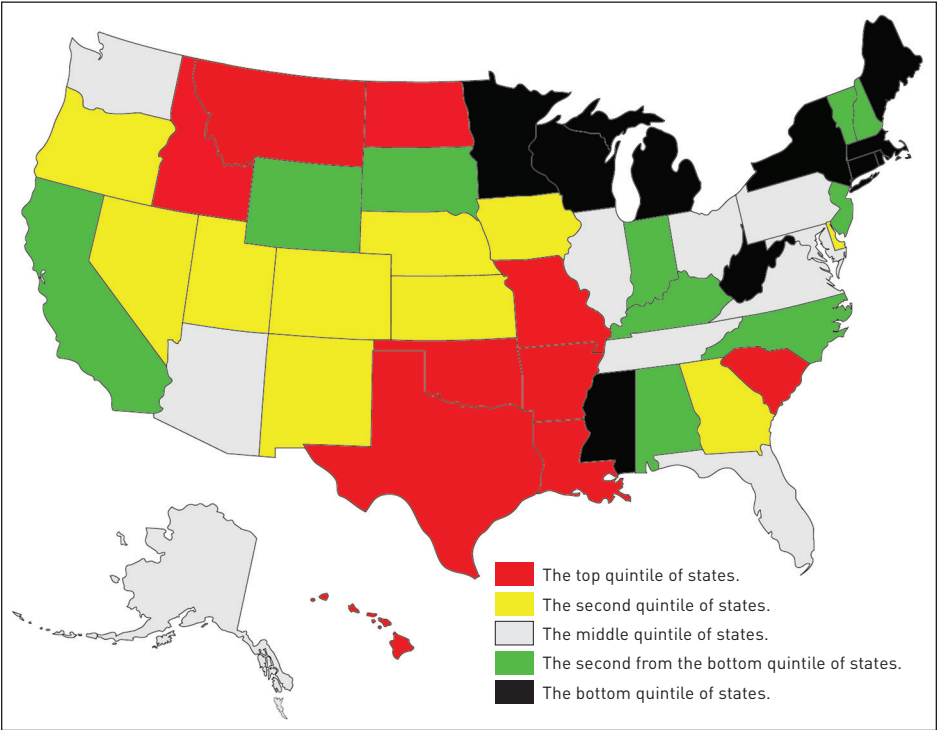 The top quintile of states.
The second quintile of states.
The middle quintile of states.
The second from the bottom quintile of states.
The bottom quintile of states.